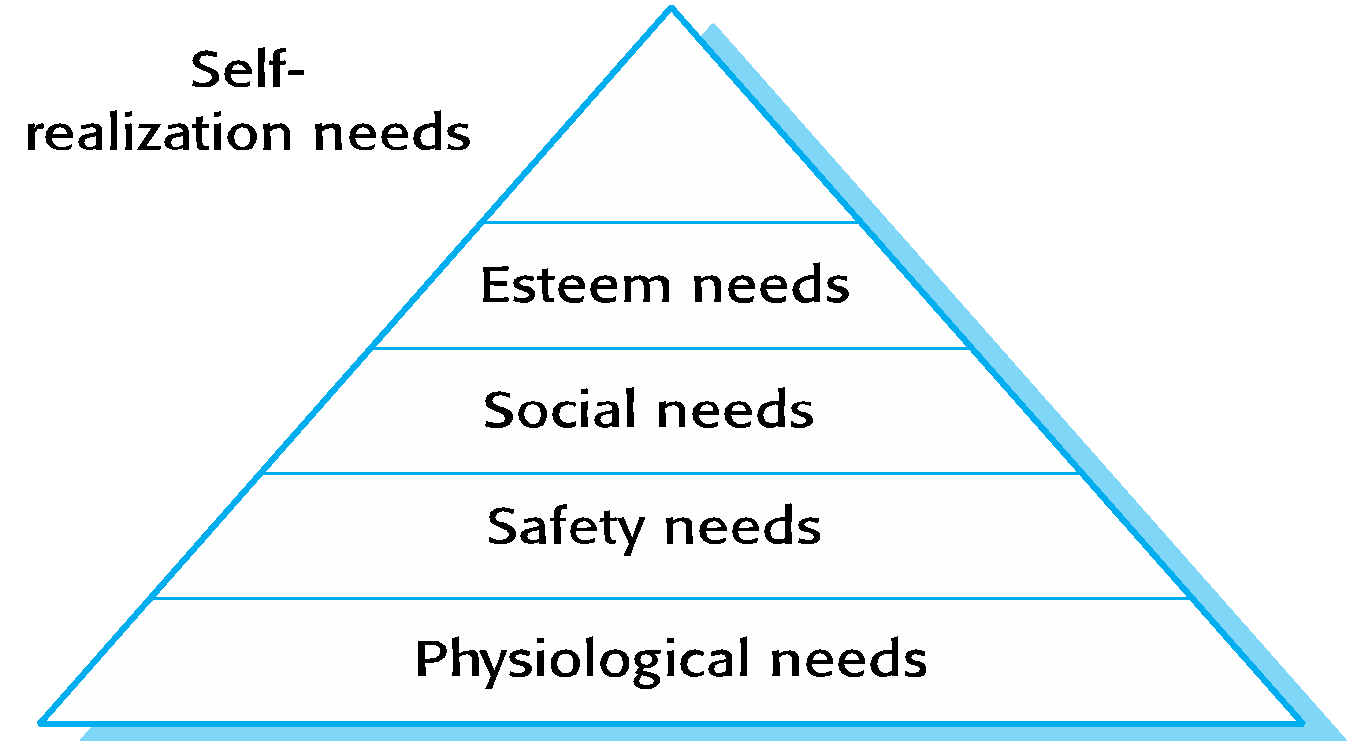 Self-
realization needs
Esteem needs
Social needs
Safety needs
Physiological needs